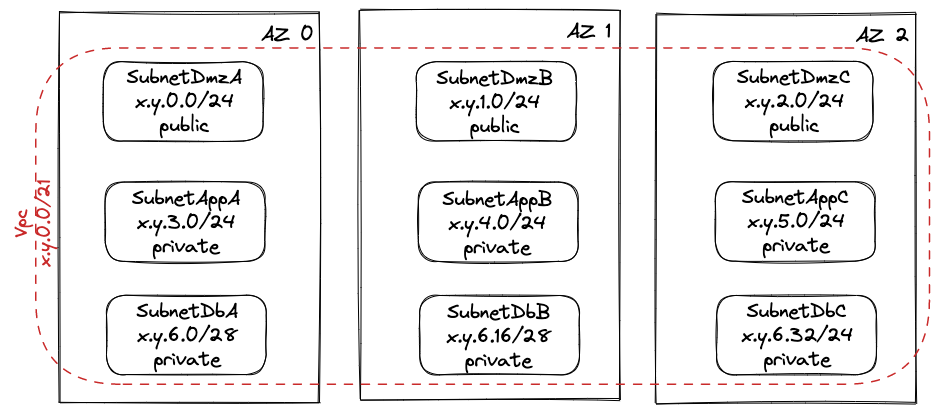 AZ 0
AZ 1
AZ 2
SubnetDmzA
x.y.0.0/24
public
SubnetDmzB
x.y.1.0/24
public
SubnetDmzC
x.y.2.0/24
public
Vpc
x.y.0.0/21
SubnetAppA
x.y.3.0/24
private
SubnetAppB
x.y.4.0/24
private
SubnetAppC
x.y.5.0/24
private
SubnetDbA
x.y.6.0/28
private
SubnetDbB
x.y.6.16/28
private
SubnetDbC
x.y.6.32/24
private